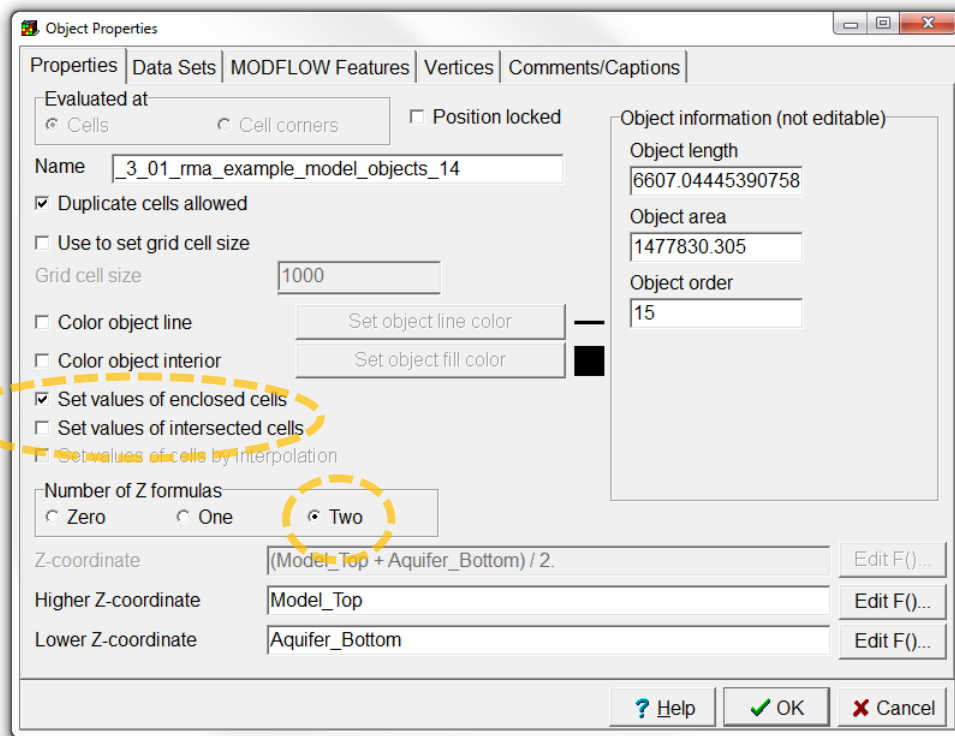 Object Properties
Properties Data Sets MODFLOW Features Vertices Comments/Captions
Evaluated at
Cells Cell corners
Position locked
Name _3_01_rma_example_model_objects_14
Duplicate cells allowed
Use to set grid cell size
Grid cell size 1000
Color object line Set object line color
Color object interior Set object fill color
Set values of enclosed cells
Set values of intersected cells
Set values of cells by interpolation
Object information (not editable)
Object length
6607.04445390758
Object area
1477830.305
Object order
15
Number of Z formulas
Zero One Two
Z-coordinate (Model_Top + Aquifer_Bottom) / 2. Edit F()...
Higher Z-coordinate Model_Top Edit F()...
Lower Z-coordinate Aquifer_Bottom Edit F()...
? Help OK Cancel